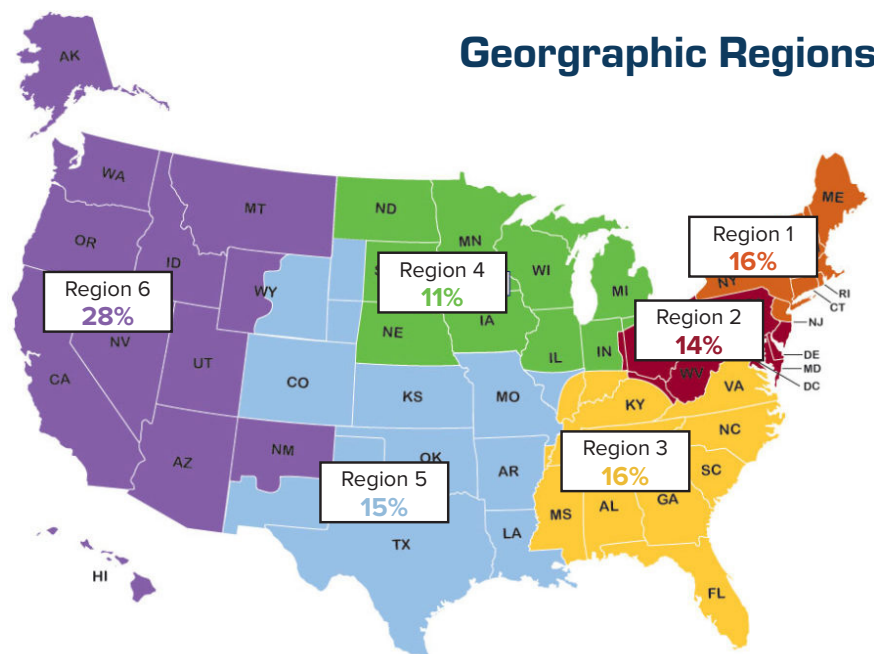 Georgraphic Regions
AK
WA
MT
ND
MN
ME
OR
ID
WI
Region 1
16%
NY
MI
RI
CT
Region 4
11%
Region 6
28%
WY
NE
IA
Region 2
14%
NJ
NV
UT
IL
IN
DE
MD
DC
CA
CO
KS
MO
WV
VA
KY
NC
AZ
NM
OK
AR
Region 3
16%
SC
Region 5
15%
MS
AL
GA
TX
LA
HI
FL